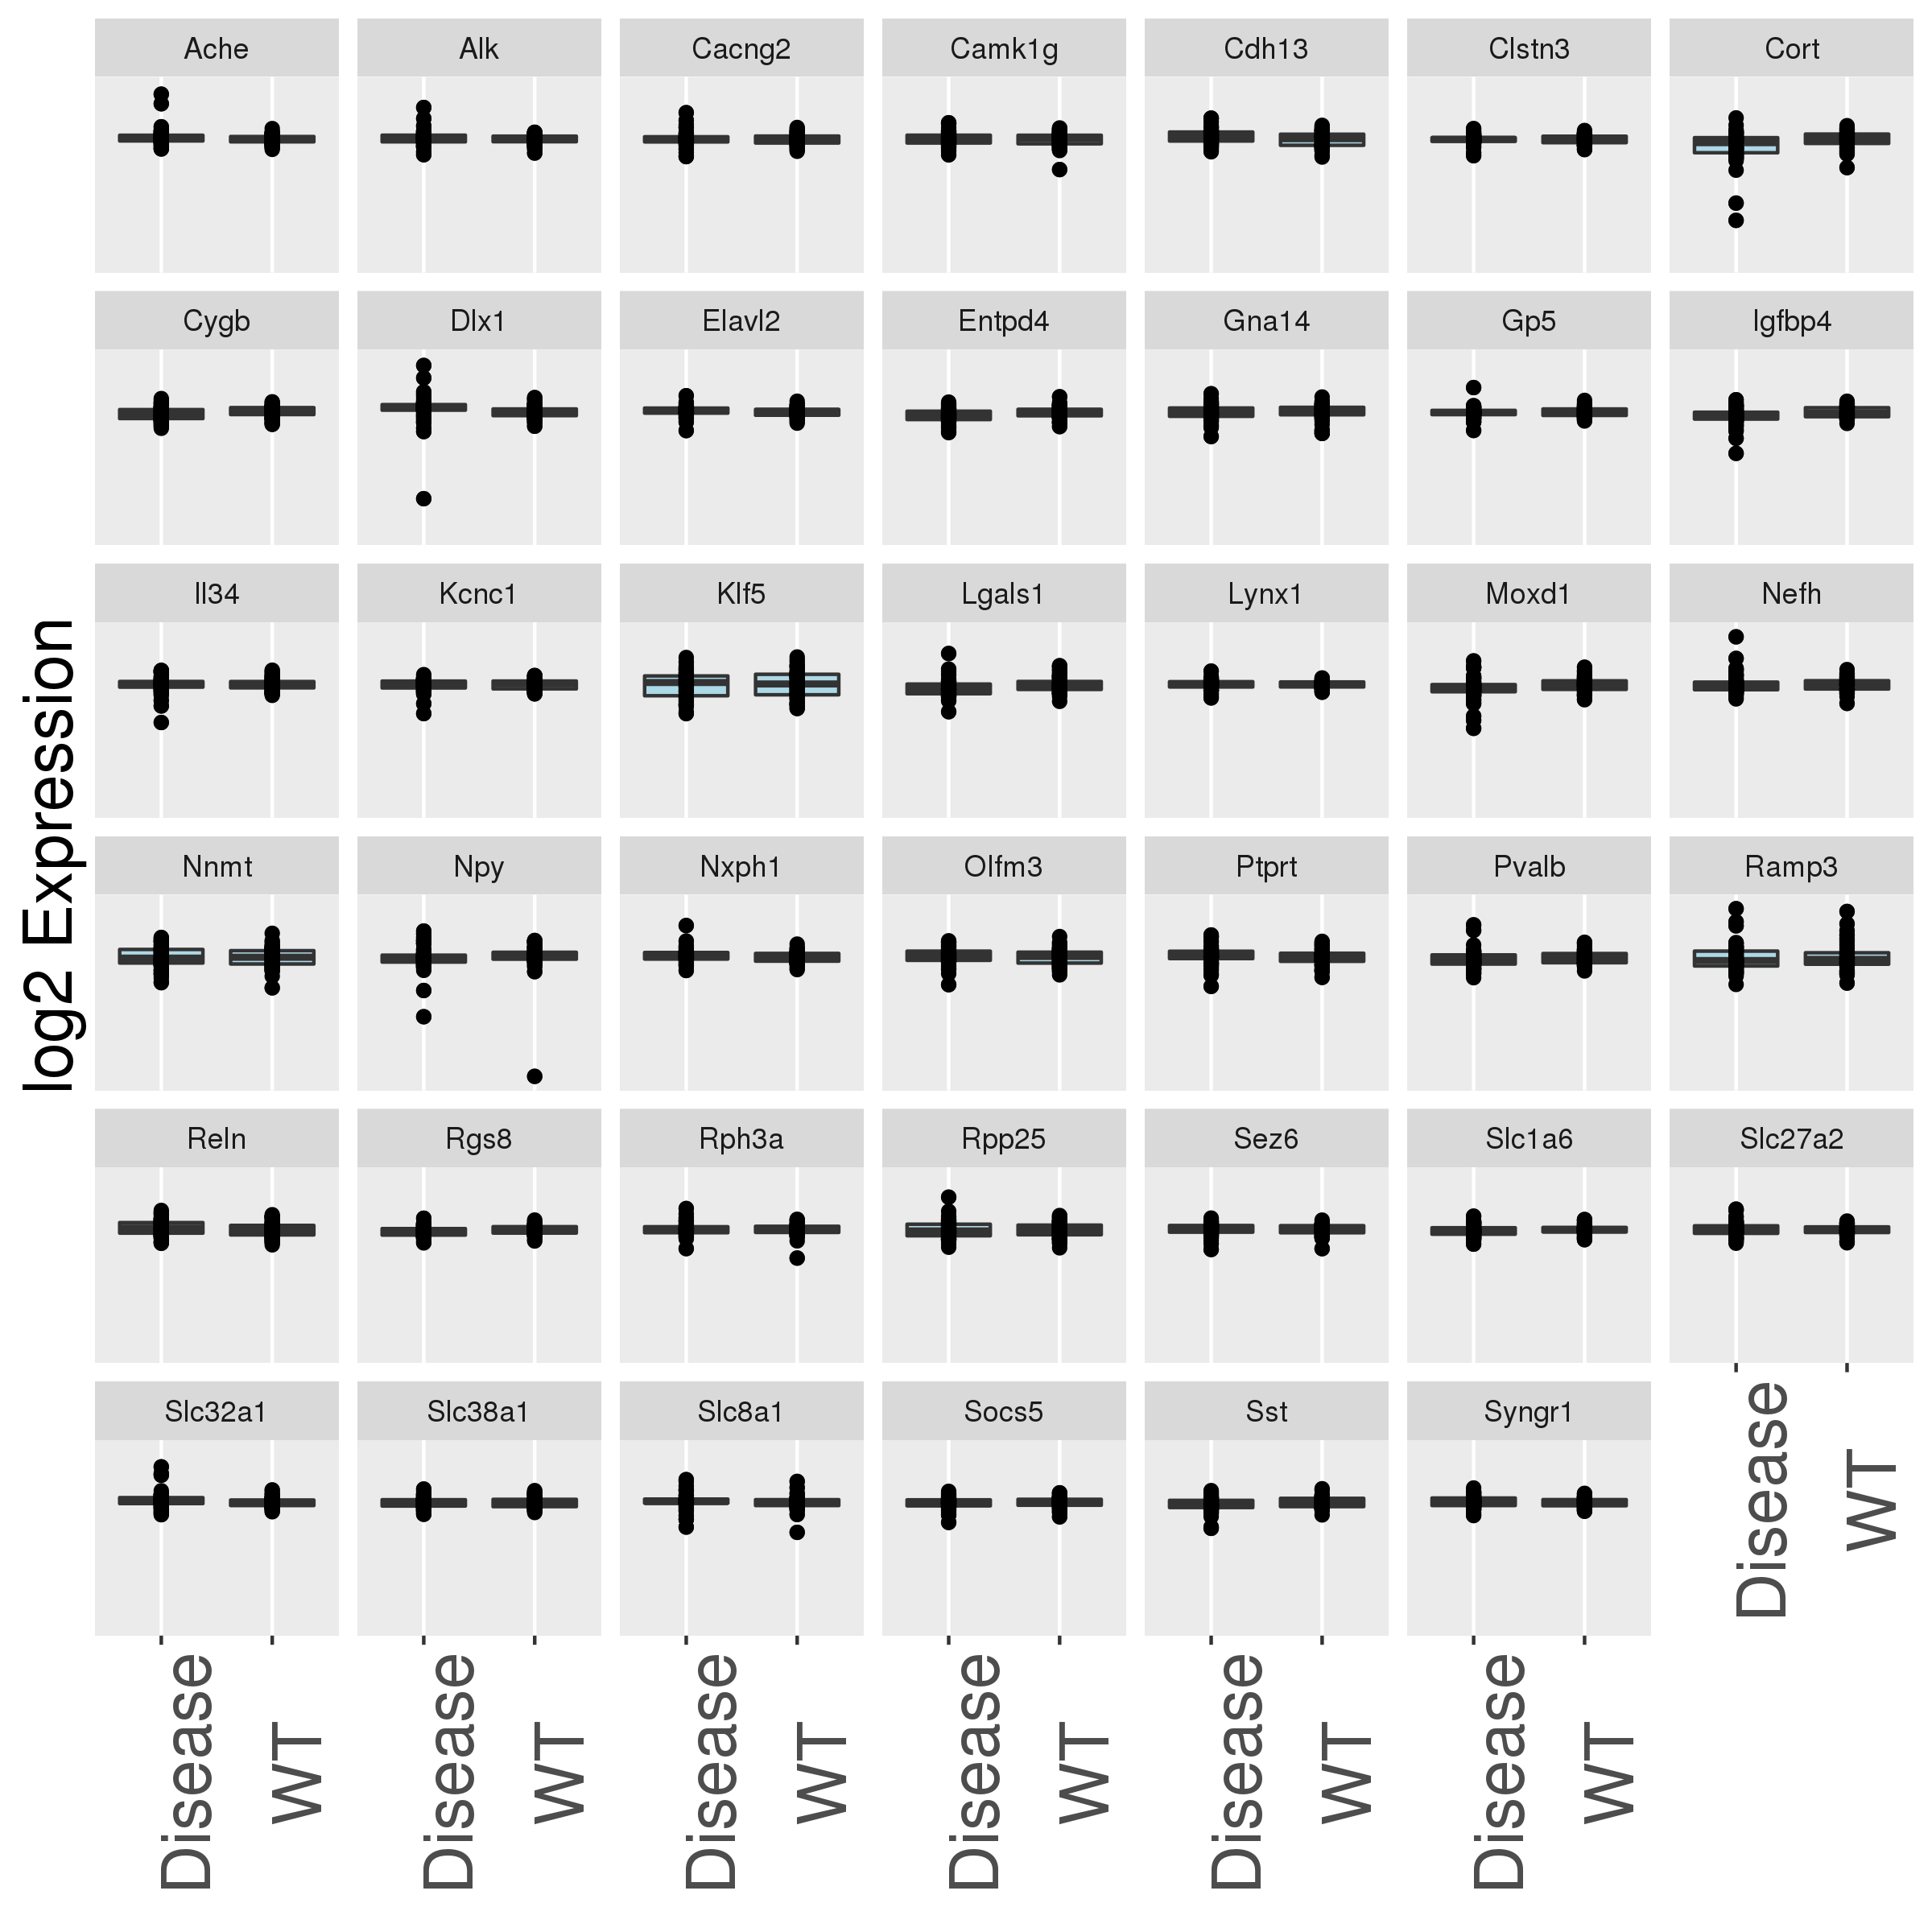 Ache Alk Cacng2 Camk1g Cdh13 Clstn3 Cort
Cygb Dlx1 Elavl2 Entpd4 Gna14 Gp5 Igfbp4
Il34 Kcnc1 Klf5 Lgals1 Lynx1 Moxd1 Nefh
log2 Expression
Nnmt Npy Nxph1 Olfm3 Ptprt Pvalb Ramp3
Reln Rgs8 Rph3a Rpp25 Sez6 Slc1a6 Slc27a2
Slc32a1 Slc38a1 Slc8a1 Socs5 Sst Syngr1
Disease WT
Disease WT Disease WT Disease WT Disease WT Disease WT Disease WT